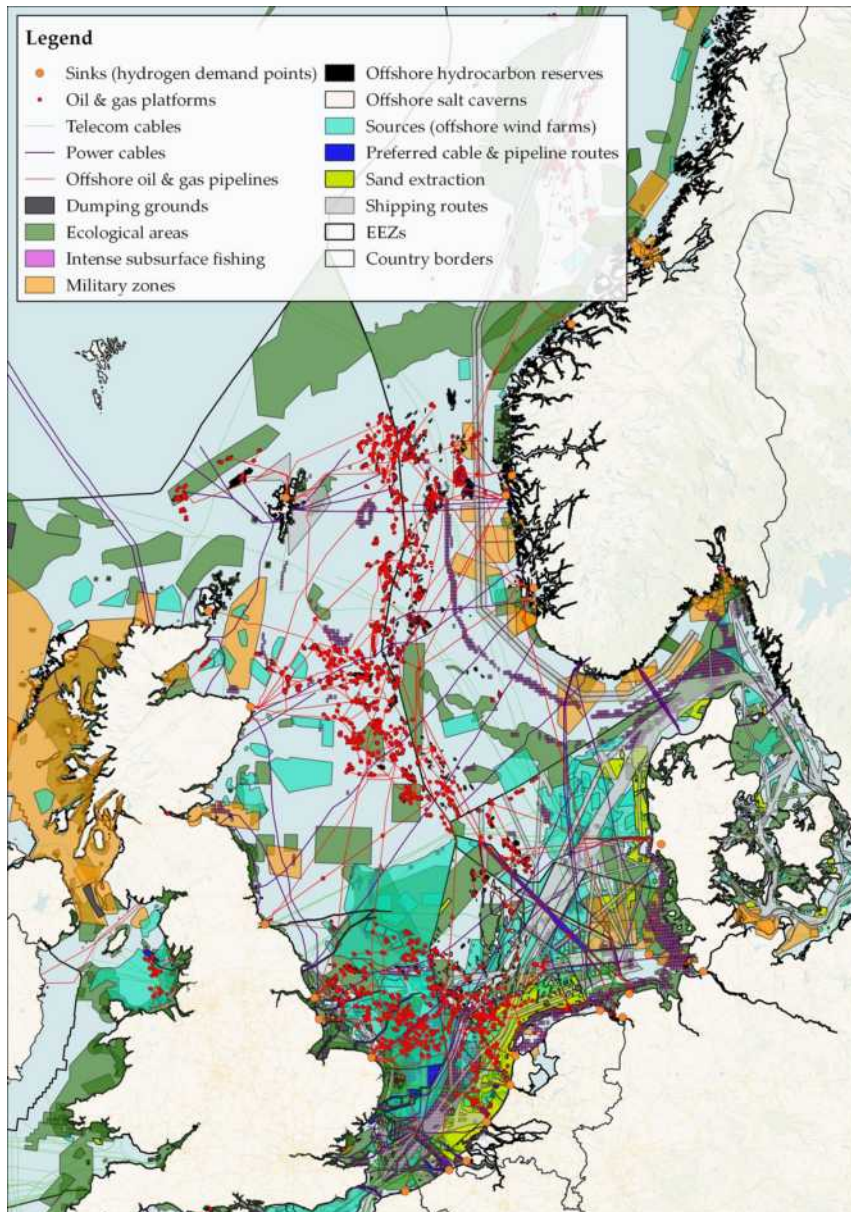 Legend
Sinks (hydrogen demand points)
Oil & gas platforms
Telecom cables
Power cables
Offshore oil & gas pipelines
Dumping grounds
Ecological areas
Intense subsurface fishing
Military zones
Offshore hydrocarbon reserves
Offshore salt caverns
Sources (offshore wind farms)
Preferred cable & pipeline routes
Sand extraction
Shipping routes
EEZs
Country borders